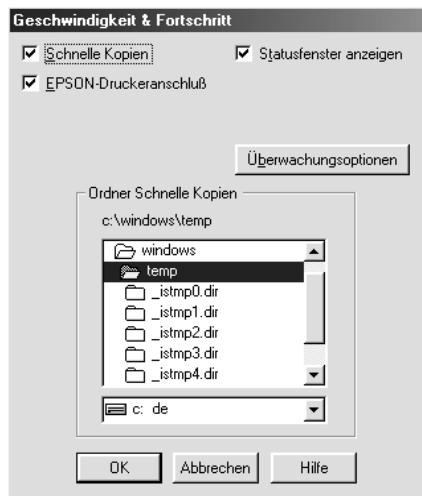 Geschwindigkeit & Fortschritt
Schnelle Kopien
Statusfenster anzeigen
EPSON-Druckeranschluß
Überwachungsoptionen
Ordner Schnelle Kopien
c:\windows\temp
windows
temp
_istmp0.dir
_istmp1.dir
_istmp2.dir
_istmp3.dir
_istmp4.dir
c: de
OK
Abbrechen
Hilfe